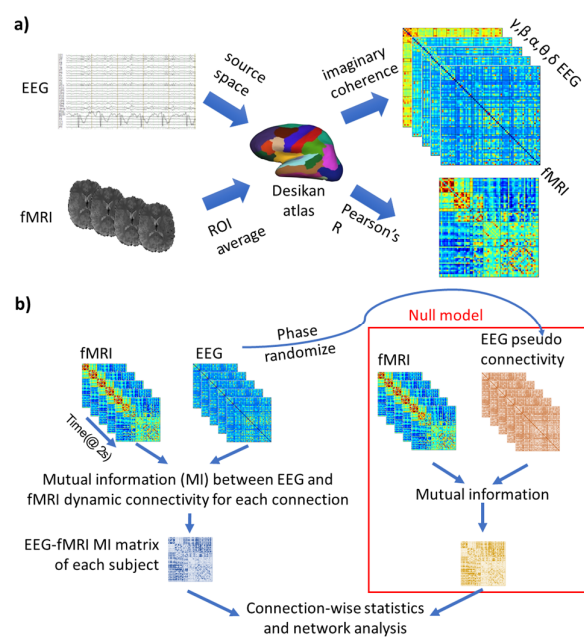 a)
EEG
source
space
imaginary
coherence
γ,β,α,θ,δ EEG
fMRI
fMRI
ROI
average
Desikan
atlas
Pearson's
R
b)
Null model
Phase
randomize
EEG pseudo
connectivity
fMRI
EEG
fMRI
Time(@2s)
Mutual information (MI) between EEG and
fMRI dynamic connectivity for each connection
Mutual information
EEG-fMRI MI matrix
of each subject
Connection-wise statistics
and network analysis